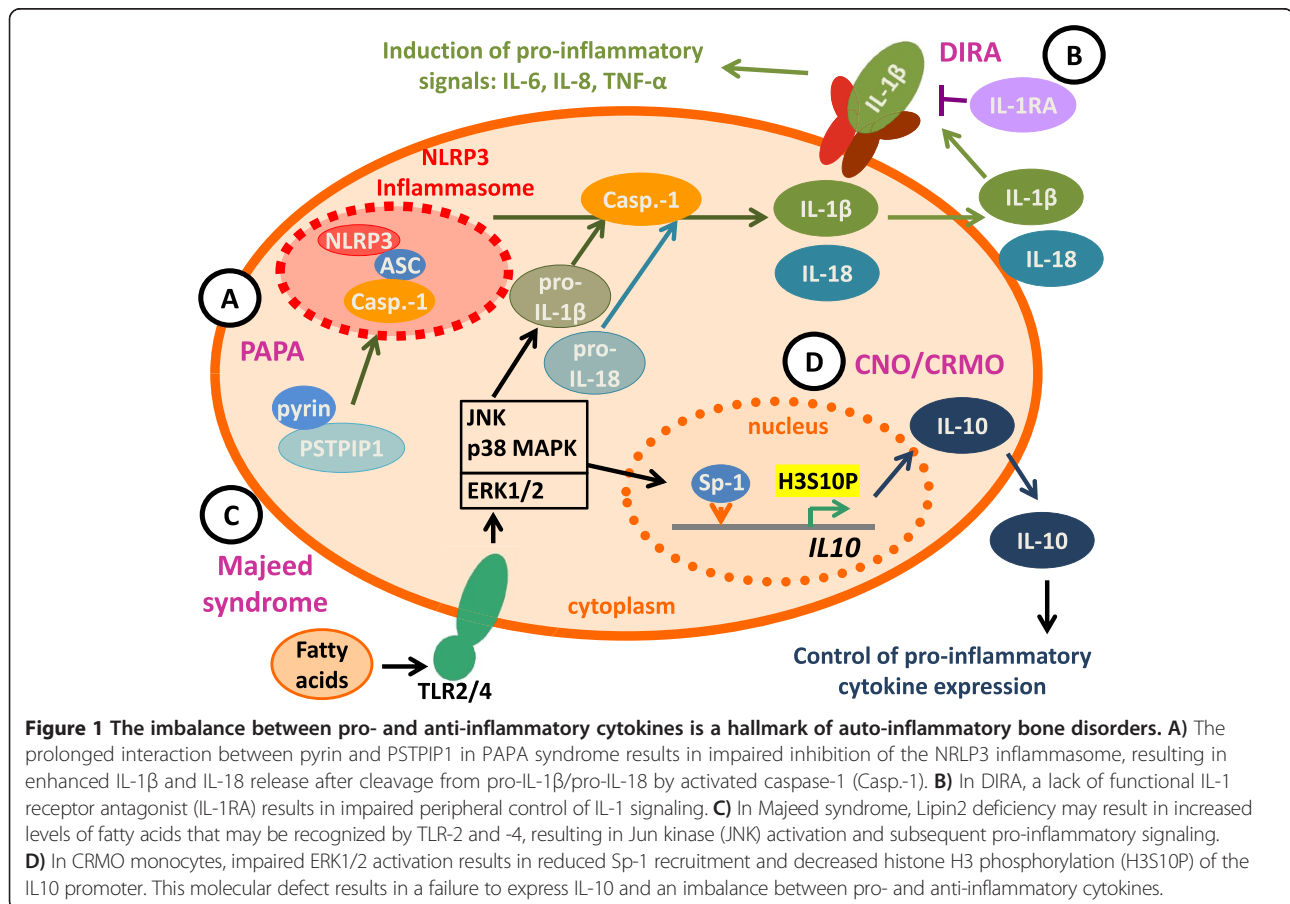 Induction of pro-inflammatory
signals: IL-6, IL-8, TNF-α
IL-1β
DIRA
B
IL-1RA
NLRP3
Inflammasome
Casp.-1
IL-1β
IL-18
IL-1β
IL-18
NLRP3
ASC
Casp.-1
A
PAPA
pro-
IL-1β
pro-
IL-18
D
CNO/CRMO
pyrin
PSTPIP1
JNK
p38 MAPK
ERK1/2
nucleus
Sp-1
H3S10P
IL10
IL-10
IL-10
C
Majeed
syndrome
cytoplasm
Fatty
acids
TLR2/4
Control of pro-inflammatory
cytokine expression
Figure 1 The imbalance between pro- and anti-inflammatory cytokines is a hallmark of auto-inflammatory bone disorders. A) The
prolonged interaction between pyrin and PSTPIP1 in PAPA syndrome results in impaired inhibition of the NRLP3 inflammasome, resulting in
enhanced IL-1β and IL-18 release after cleavage from pro-IL-1β/pro-IL-18 by activated caspase-1 (Casp.-1). B) In DIRA, a lack of functional IL-1
receptor antagonist (IL-1RA) results in impaired peripheral control of IL-1 signaling. C) In Majeed syndrome, Lipin2 deficiency may result in increased
levels of fatty acids that may be recognized by TLR-2 and -4, resulting in Jun kinase (JNK) activation and subsequent pro-inflammatory signaling.
D) In CRMO monocytes, impaired ERK1/2 activation results in reduced Sp-1 recruitment and decreased histone H3 phosphorylation (H3S10P) of the
IL10 promoter. This molecular defect results in a failure to express IL-10 and an imbalance between pro- and anti-inflammatory cytokines.